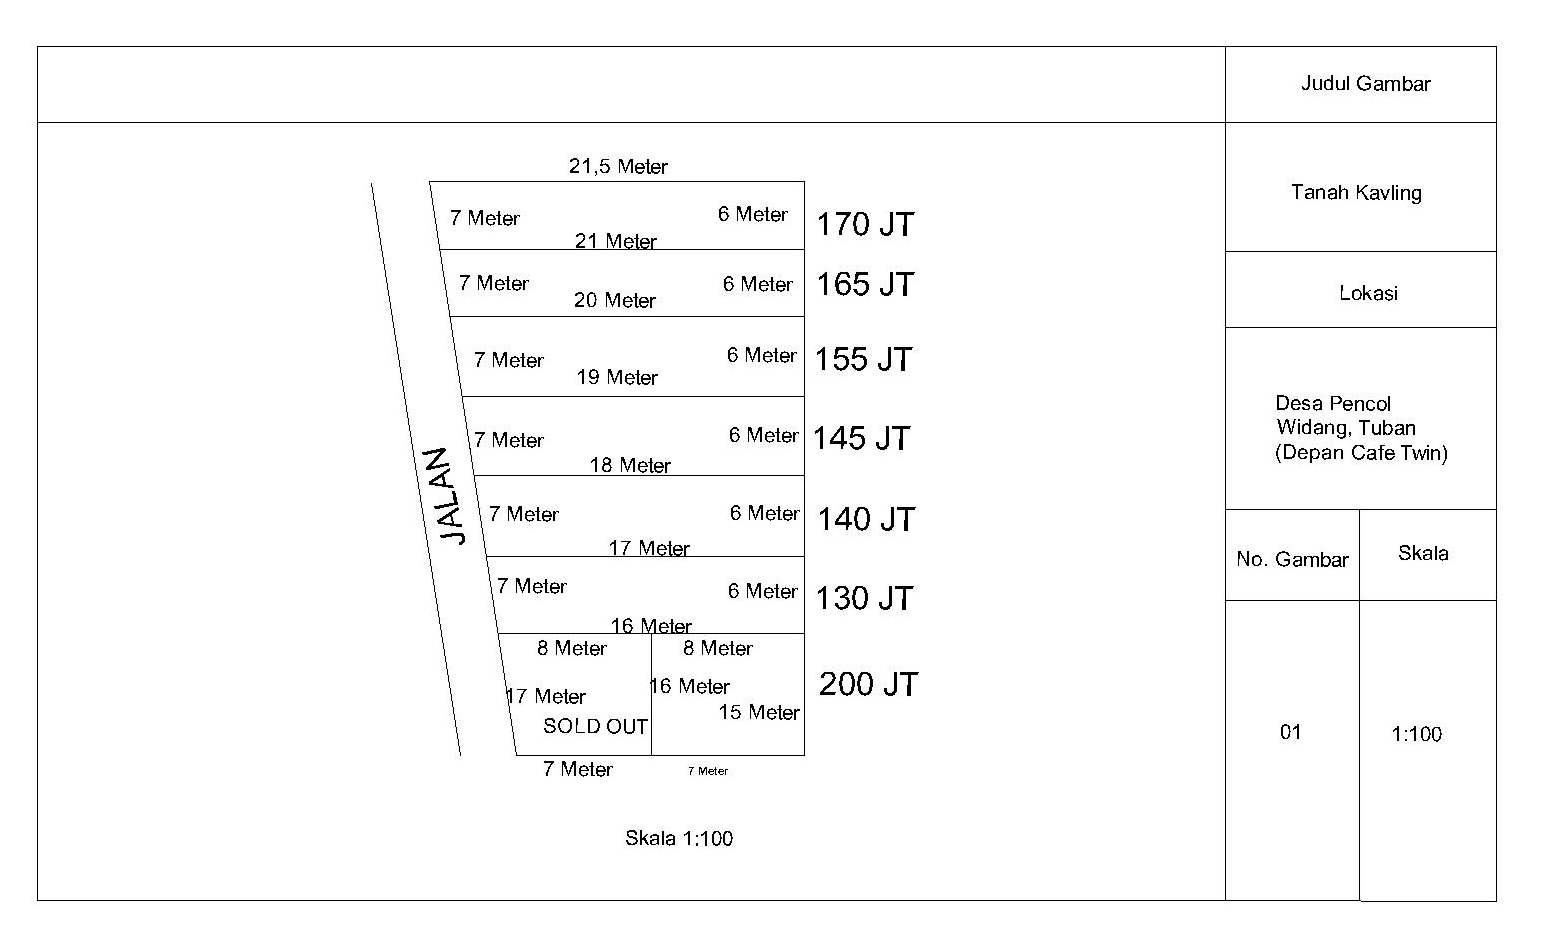 Judul Gambar
21,5 Meter
7 Meter
6 Meter
170 JT
21 Meter
7 Meter
6 Meter
165 JT
20 Meter
7 Meter
6 Meter
155 JT
19 Meter
7 Meter
6 Meter
145 JT
18 Meter
JALAN
7 Meter
6 Meter
140 JT
17 Meter
7 Meter
6 Meter
130 JT
16 Meter
8 Meter
8 Meter
17 Meter
16 Meter
200 JT
15 Meter
SOLD OUT
7 Meter
7 Meter
Skala 1:100
Tanah Kavling
Lokasi
Desa Pencol
Widang, Tuban
(Depan Cafe Twin)
No. Gambar
Skala
01
1:100